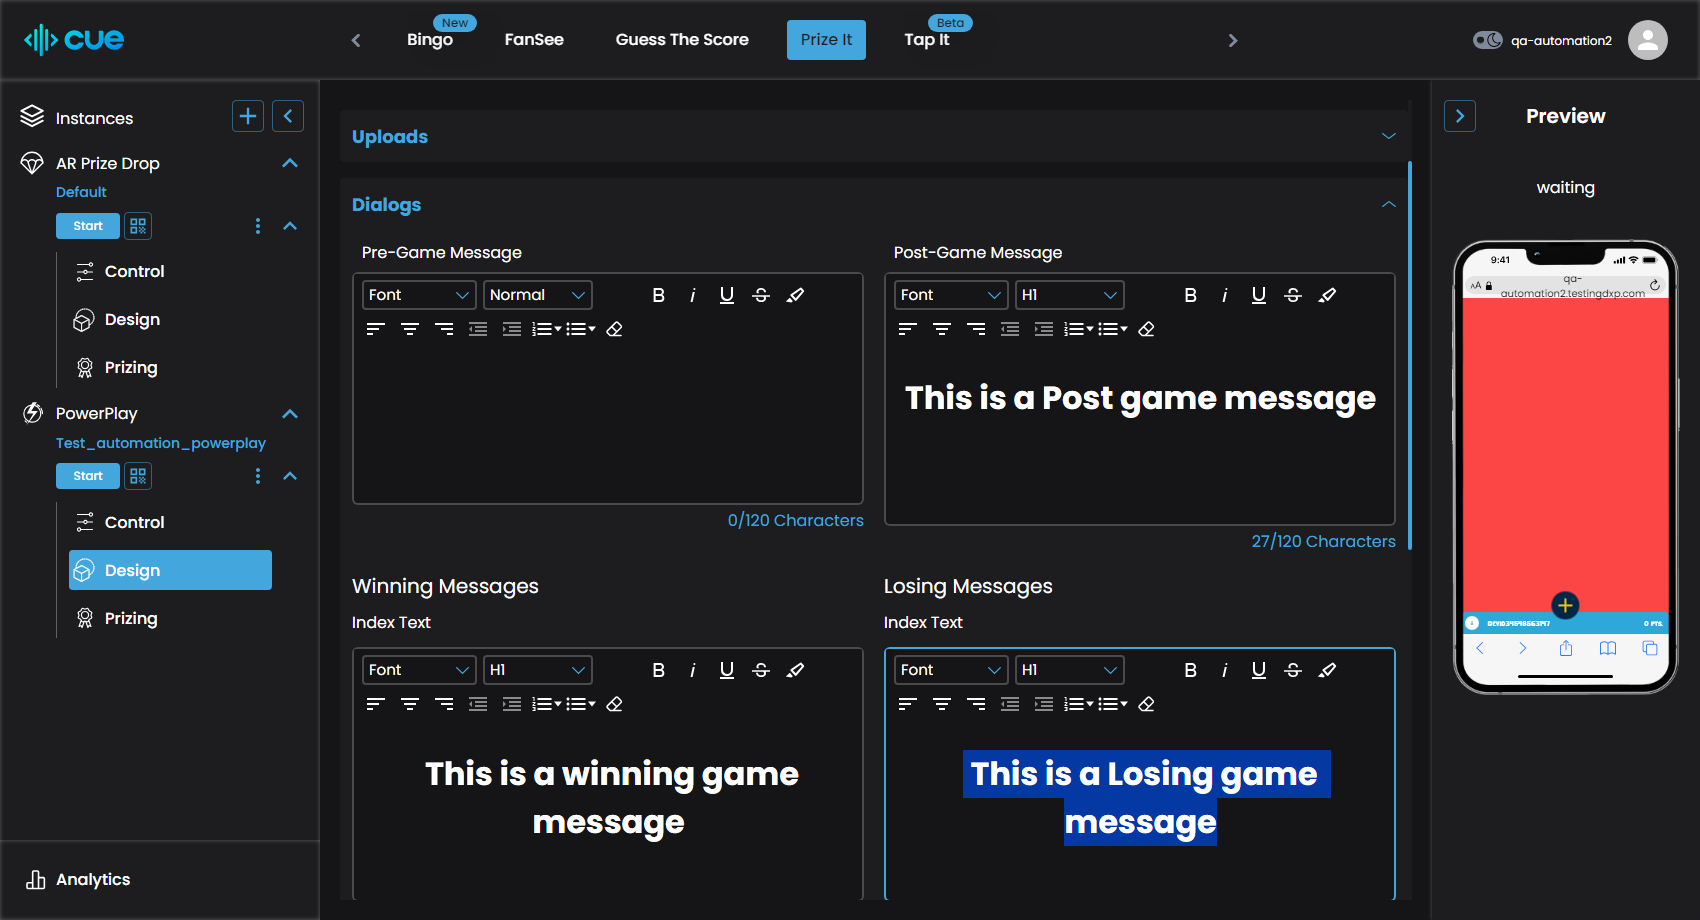 cue
New
Bingo
FanSee
Guess The Score
Prize It
Beta
Tap It
qa-automation2
Instances
AR Prize Drop
Default
Start
Control
Design
Prizing
PowerPlay
Test_automation_powerplay
Start
Control
Design
Prizing
Analytics
Uploads
Dialogs
Pre-Game Message
Font
Normal
B i U S
0/120 Characters
Post-Game Message
Font
H1
B i U S
This is a Post game message
27/120 Characters
Winning Messages
Index Text
Font
H1
B i U S
This is a winning game
message
Losing Messages
Index Text
Font
H1
B i U S
This is a Losing game
message
Preview
waiting
9:41
AA
qa-
automation2.testingdxp.com
0 PTS.